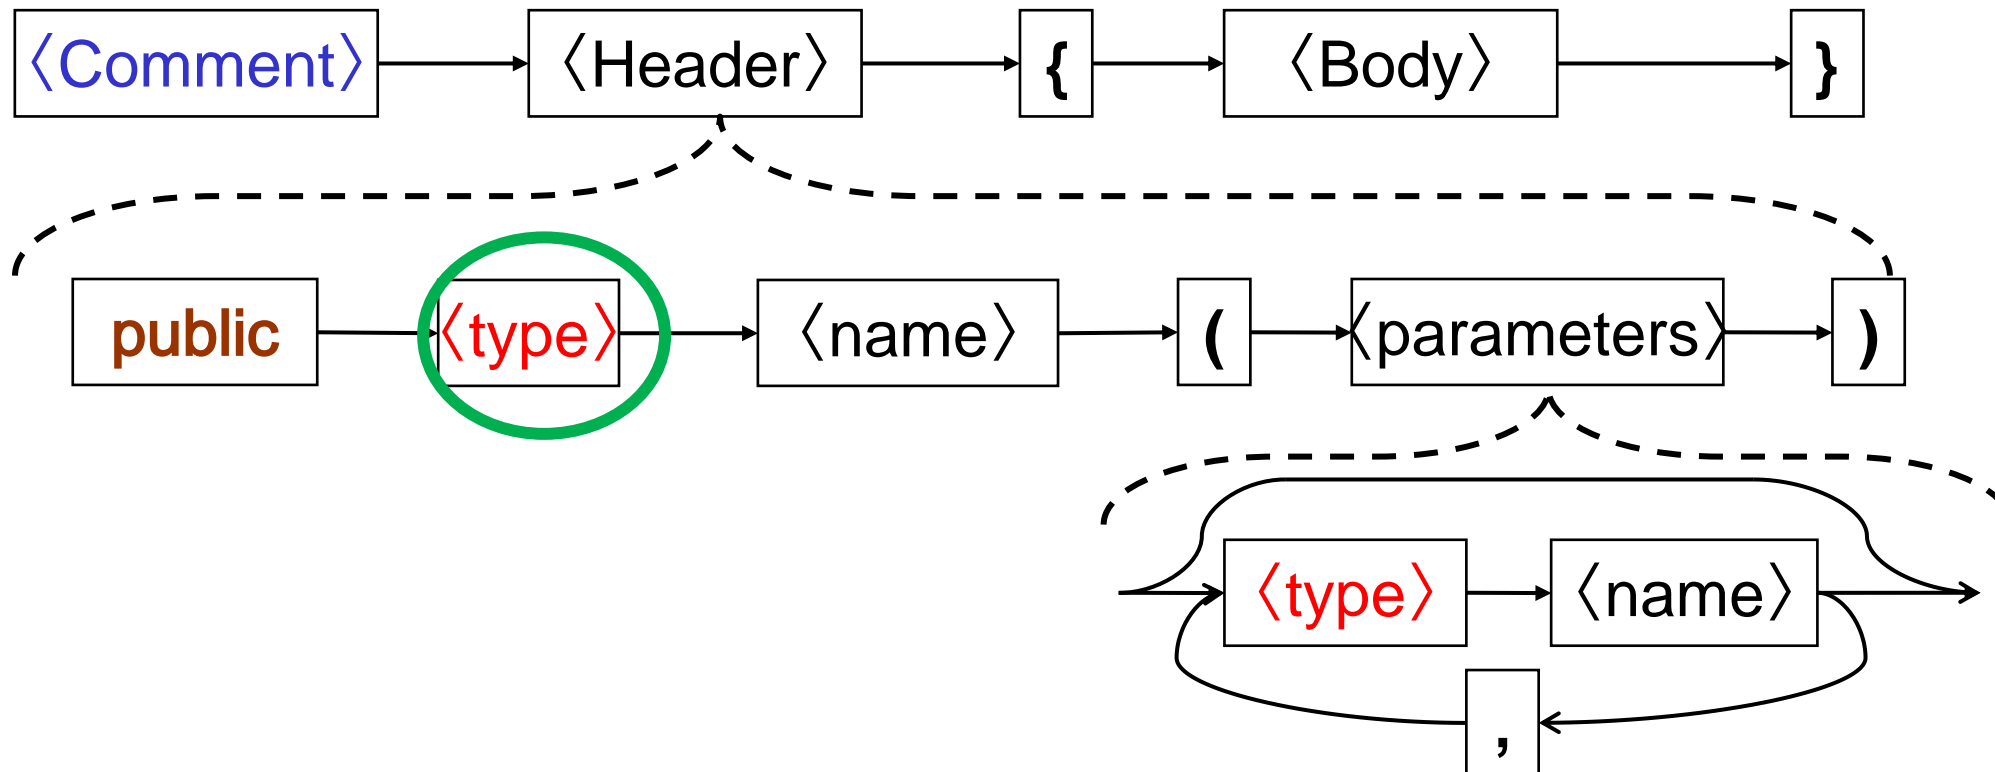 〈Comment〉 〈Header〉 { 〈Body〉 }
public 〈type〉 〈name〉 ( 〈parameters〉 )
〈type〉 〈name〉
,